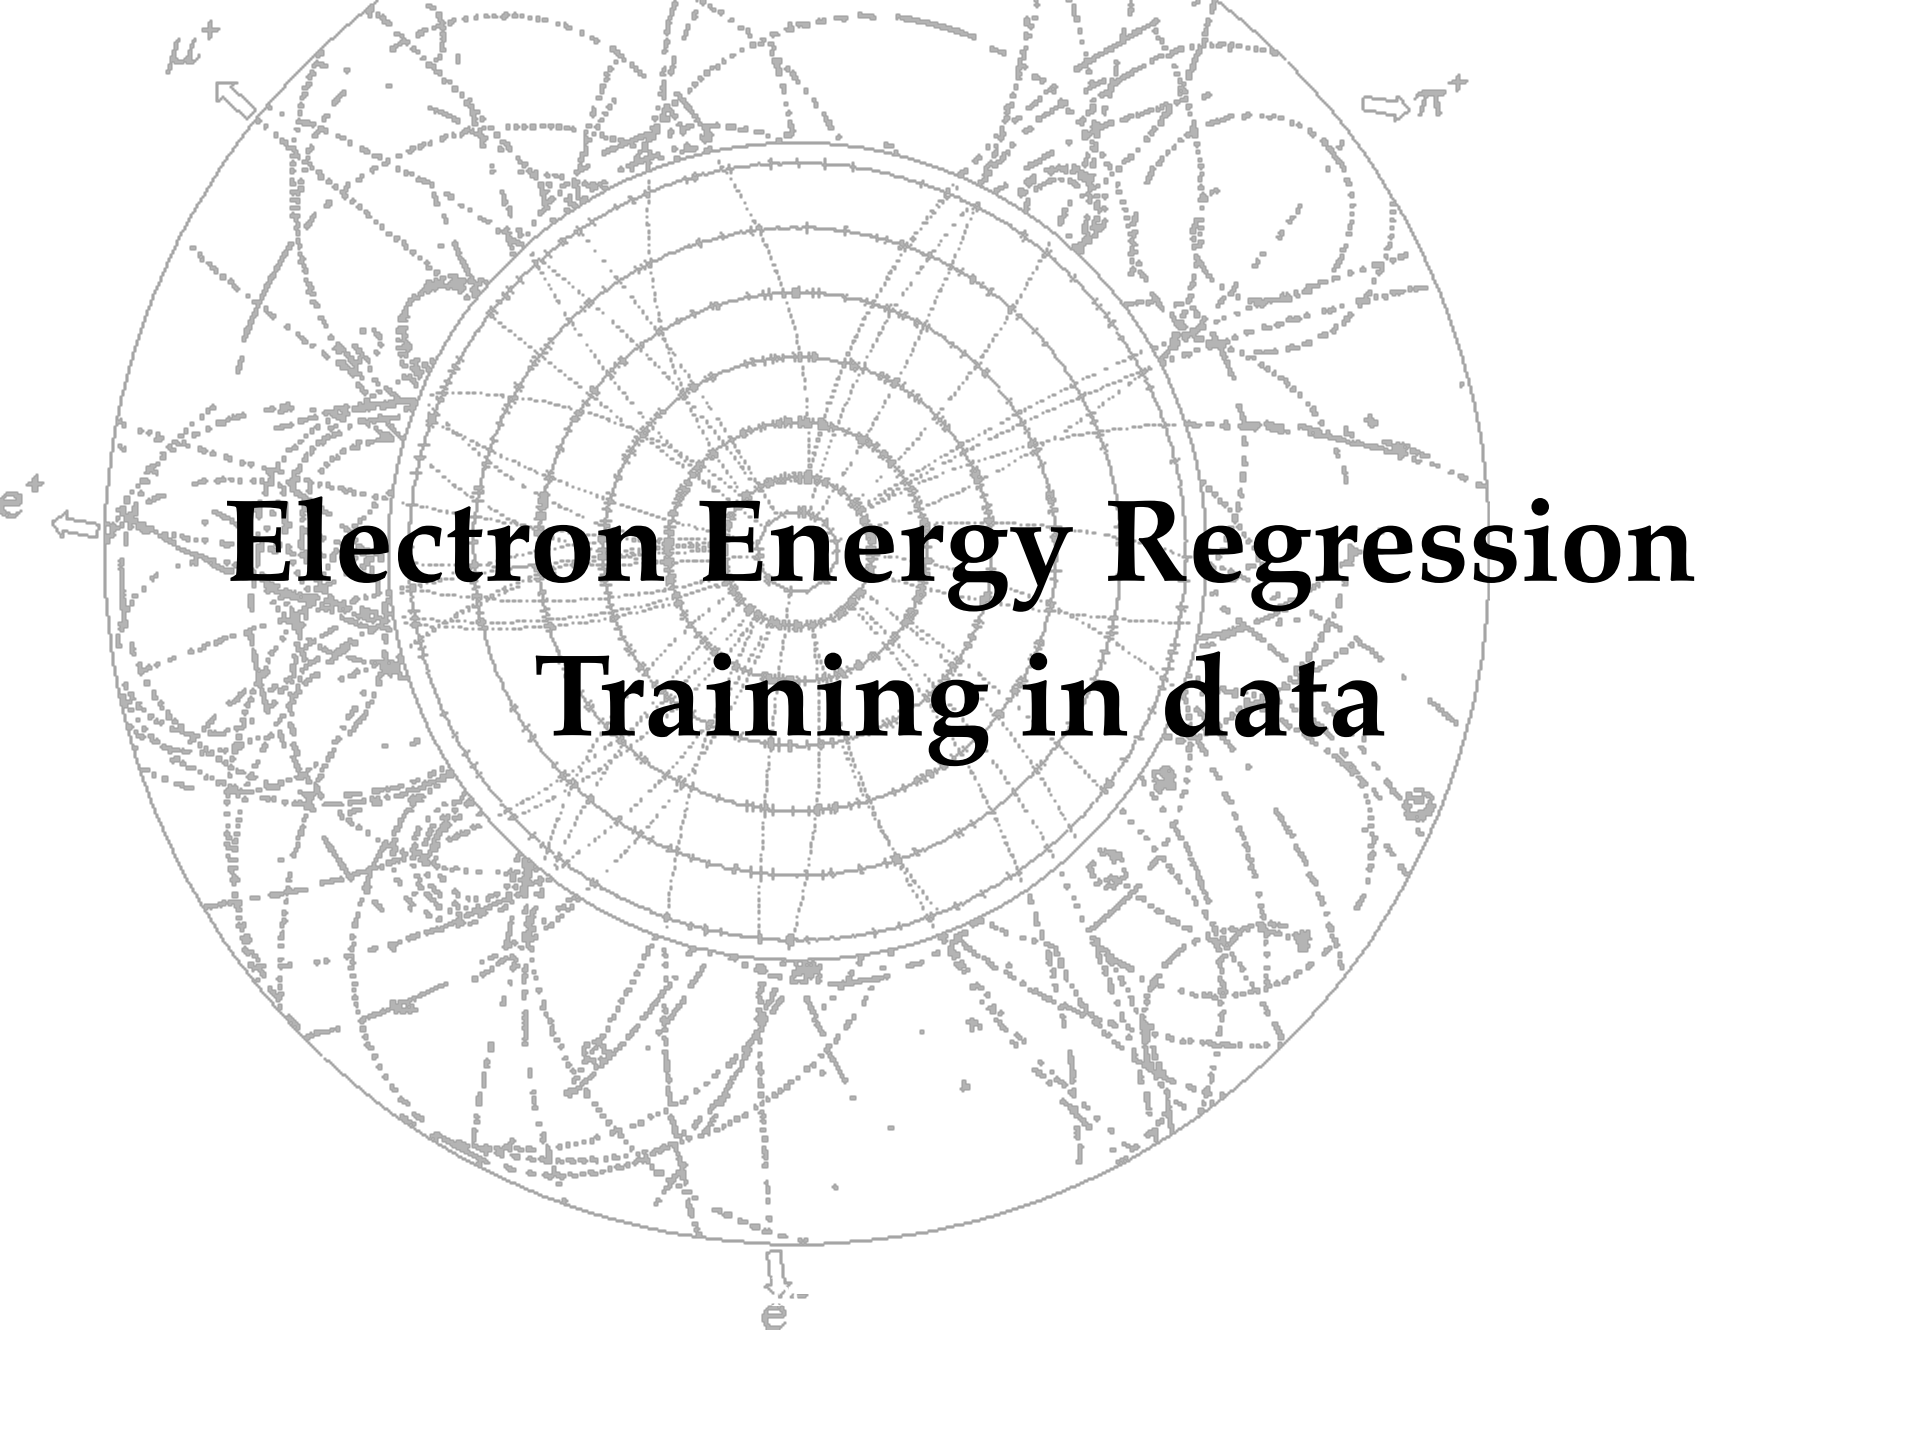 μ+
π+
e+
Electron Energy Regression
Training in data
e-